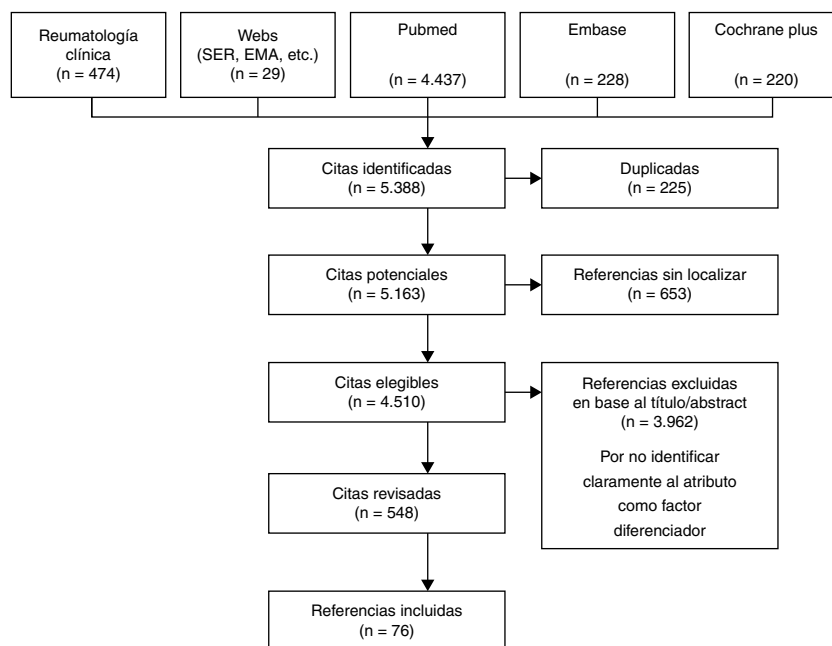 Reumatología
clínica
(n = 474)
Webs
(SER, EMA, etc.)
(n = 29)
Pubmed
(n = 4.437)
Embase
(n = 228)
Cochrane plus
(n = 220)
Citas identificadas
(n = 5.388)
Duplicadas
(n = 225)
Citas potenciales
(n = 5.163)
Referencias sin localizar
(n = 653)
Citas elegibles
(n = 4.510)
Referencias excluidas
en base al título/abstract
(n = 3.962)
Por no identificar
claramente al atributo
como factor
diferenciador
Citas revisadas
(n = 548)
Referencias incluidas
(n = 76)